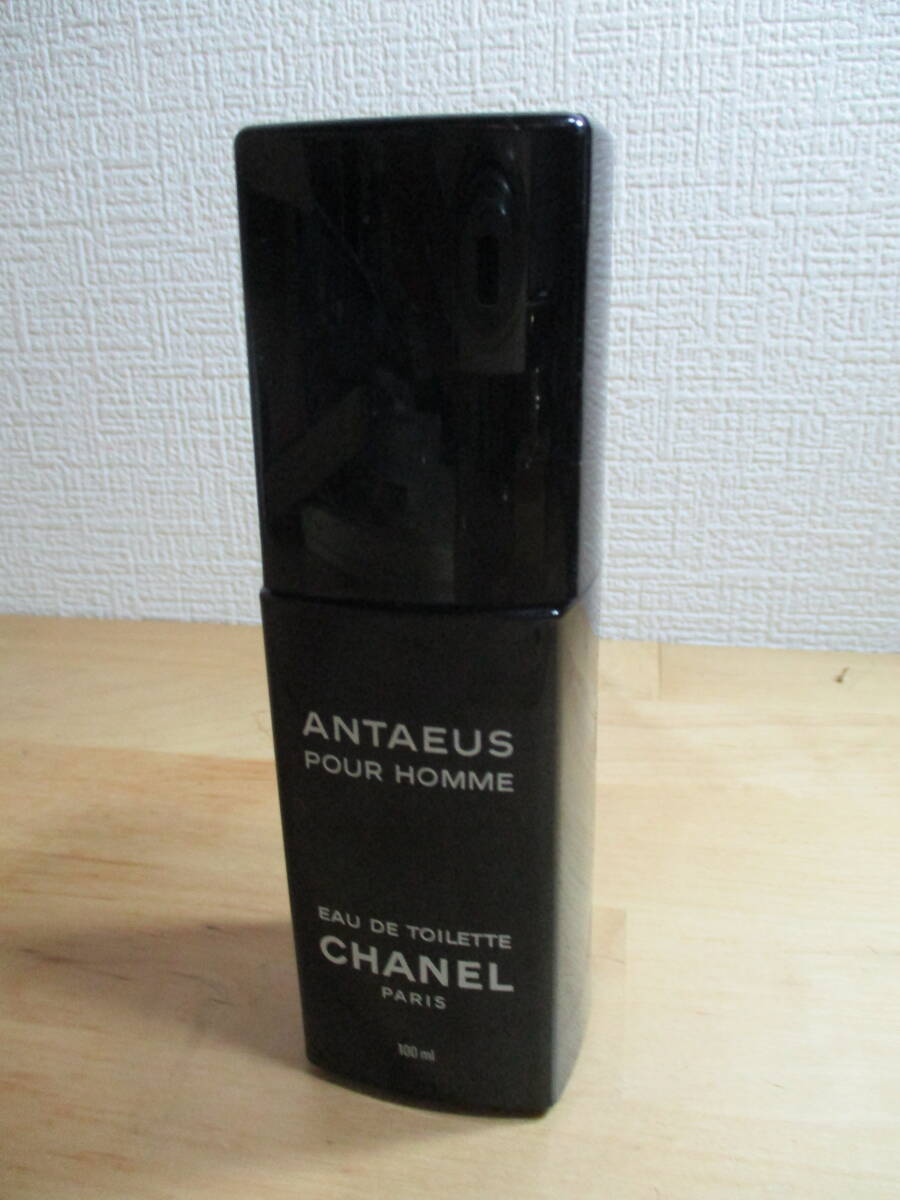 ANTAEUS
POUR HOMME
EAU DE TOILETTE
CHANEL
PARIS
100 ml